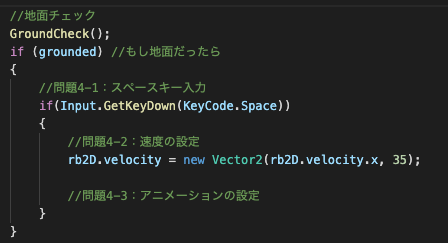 //地面チェック
GroundCheck();
if (grounded) //もし地面だったら
{
//問題4-1：スペースキー入力
if(Input.GetKeyDown(KeyCode.Space))
{
//問題4-2：速度の設定
rb2D.velocity = new Vector2(rb2D.velocity.x, 35);
//問題4-3：アニメーションの設定
}
}